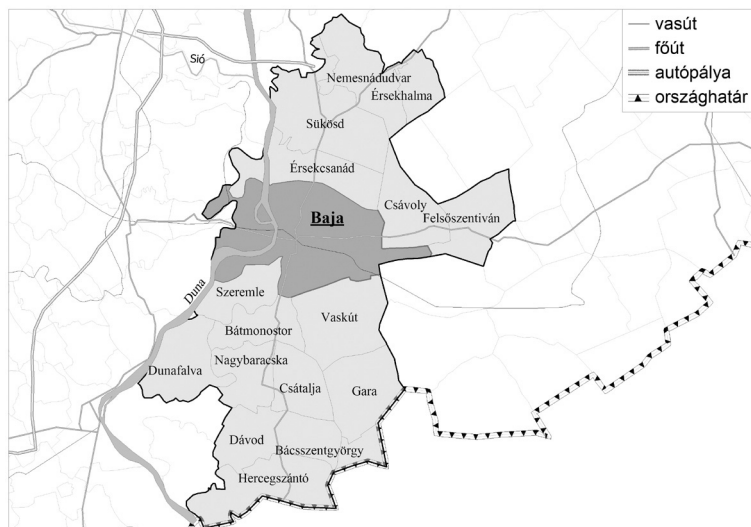 vasút
főút
autópálya
országhatár
Sió
Nemesnádudvar
Érsekhalma
Sükösd
Érsekcsanád
Csávoly
Felsőszentiván
Baja
Duna
Szeremle
Vaskút
Bátmonostor
Nagybaracska
Dunafalva
Csátalja
Gara
Dávod
Bácsszentgyörgy
Hercegszántó